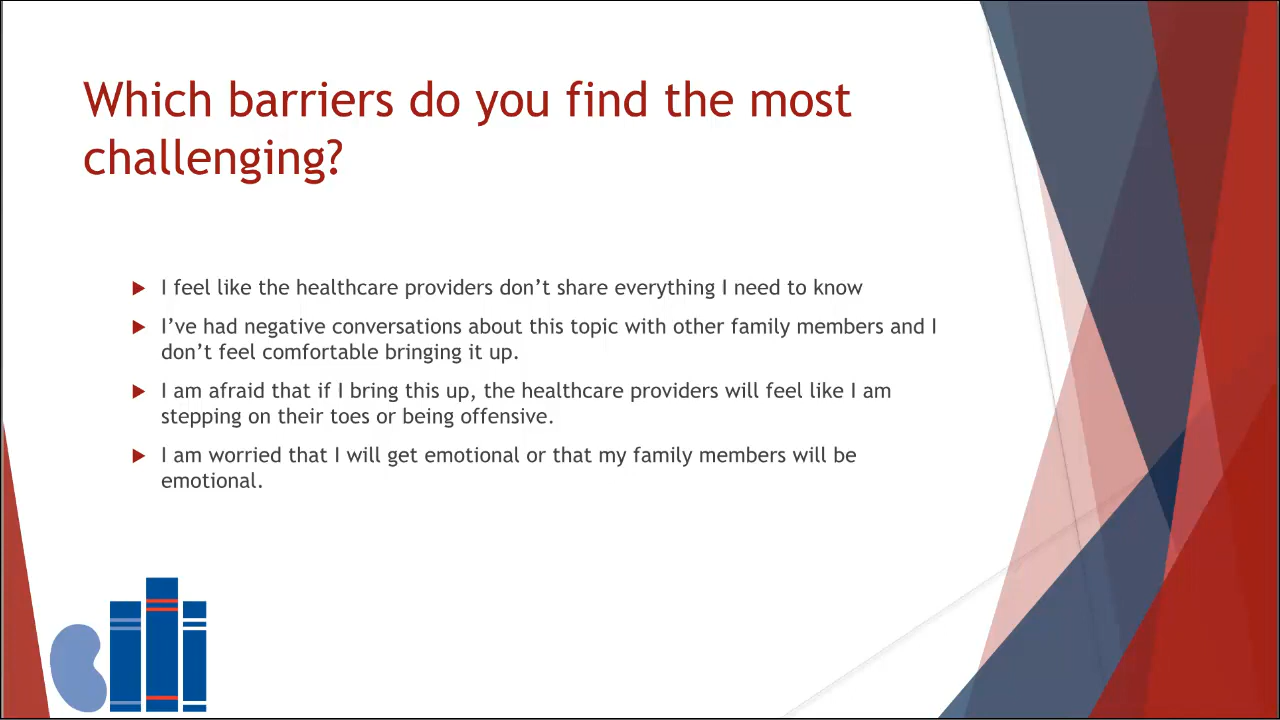 Which barriers do you find the most
challenging?
I feel like the healthcare providers don’t share everything I need to know
I’ve had negative conversations about this topic with other family members and I
don’t feel comfortable bringing it up.
I am afraid that if I bring this up, the healthcare providers will feel like I am
stepping on their toes or being offensive.
I am worried that I will get emotional or that my family members will be
emotional.